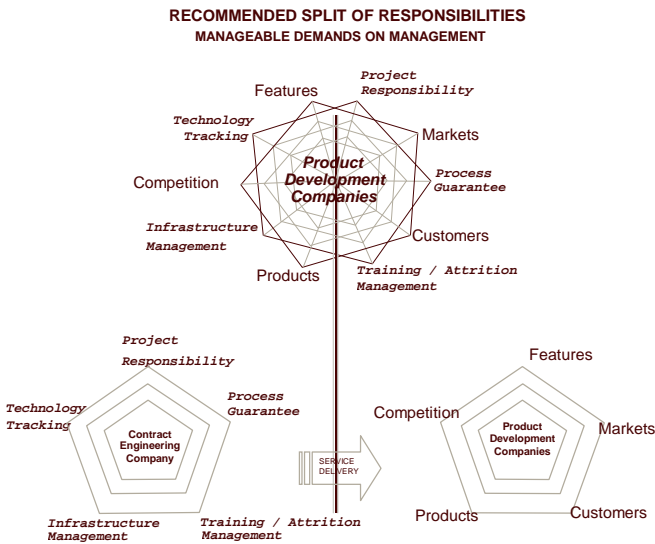 RECOMMENDED SPLIT OF RESPONSIBILITIES
MANAGEABLE DEMANDS ON MANAGEMENT
Project
Responsibility
Features
Technology
Tracking
Markets
Product
Development
Companies
Process
Guarantee
Competition
Infrastructure
Management
Customers
Products
Training / Attrition
Management
Project
Responsibility
Process
Guarantee
Technology
Tracking
Contract
Engineering
Company
Infrastructure
Management
Training / Attrition
Management
SERVICE
DELIVERY
Features
Competition
Markets
Product
Development
Companies
Products
Customers